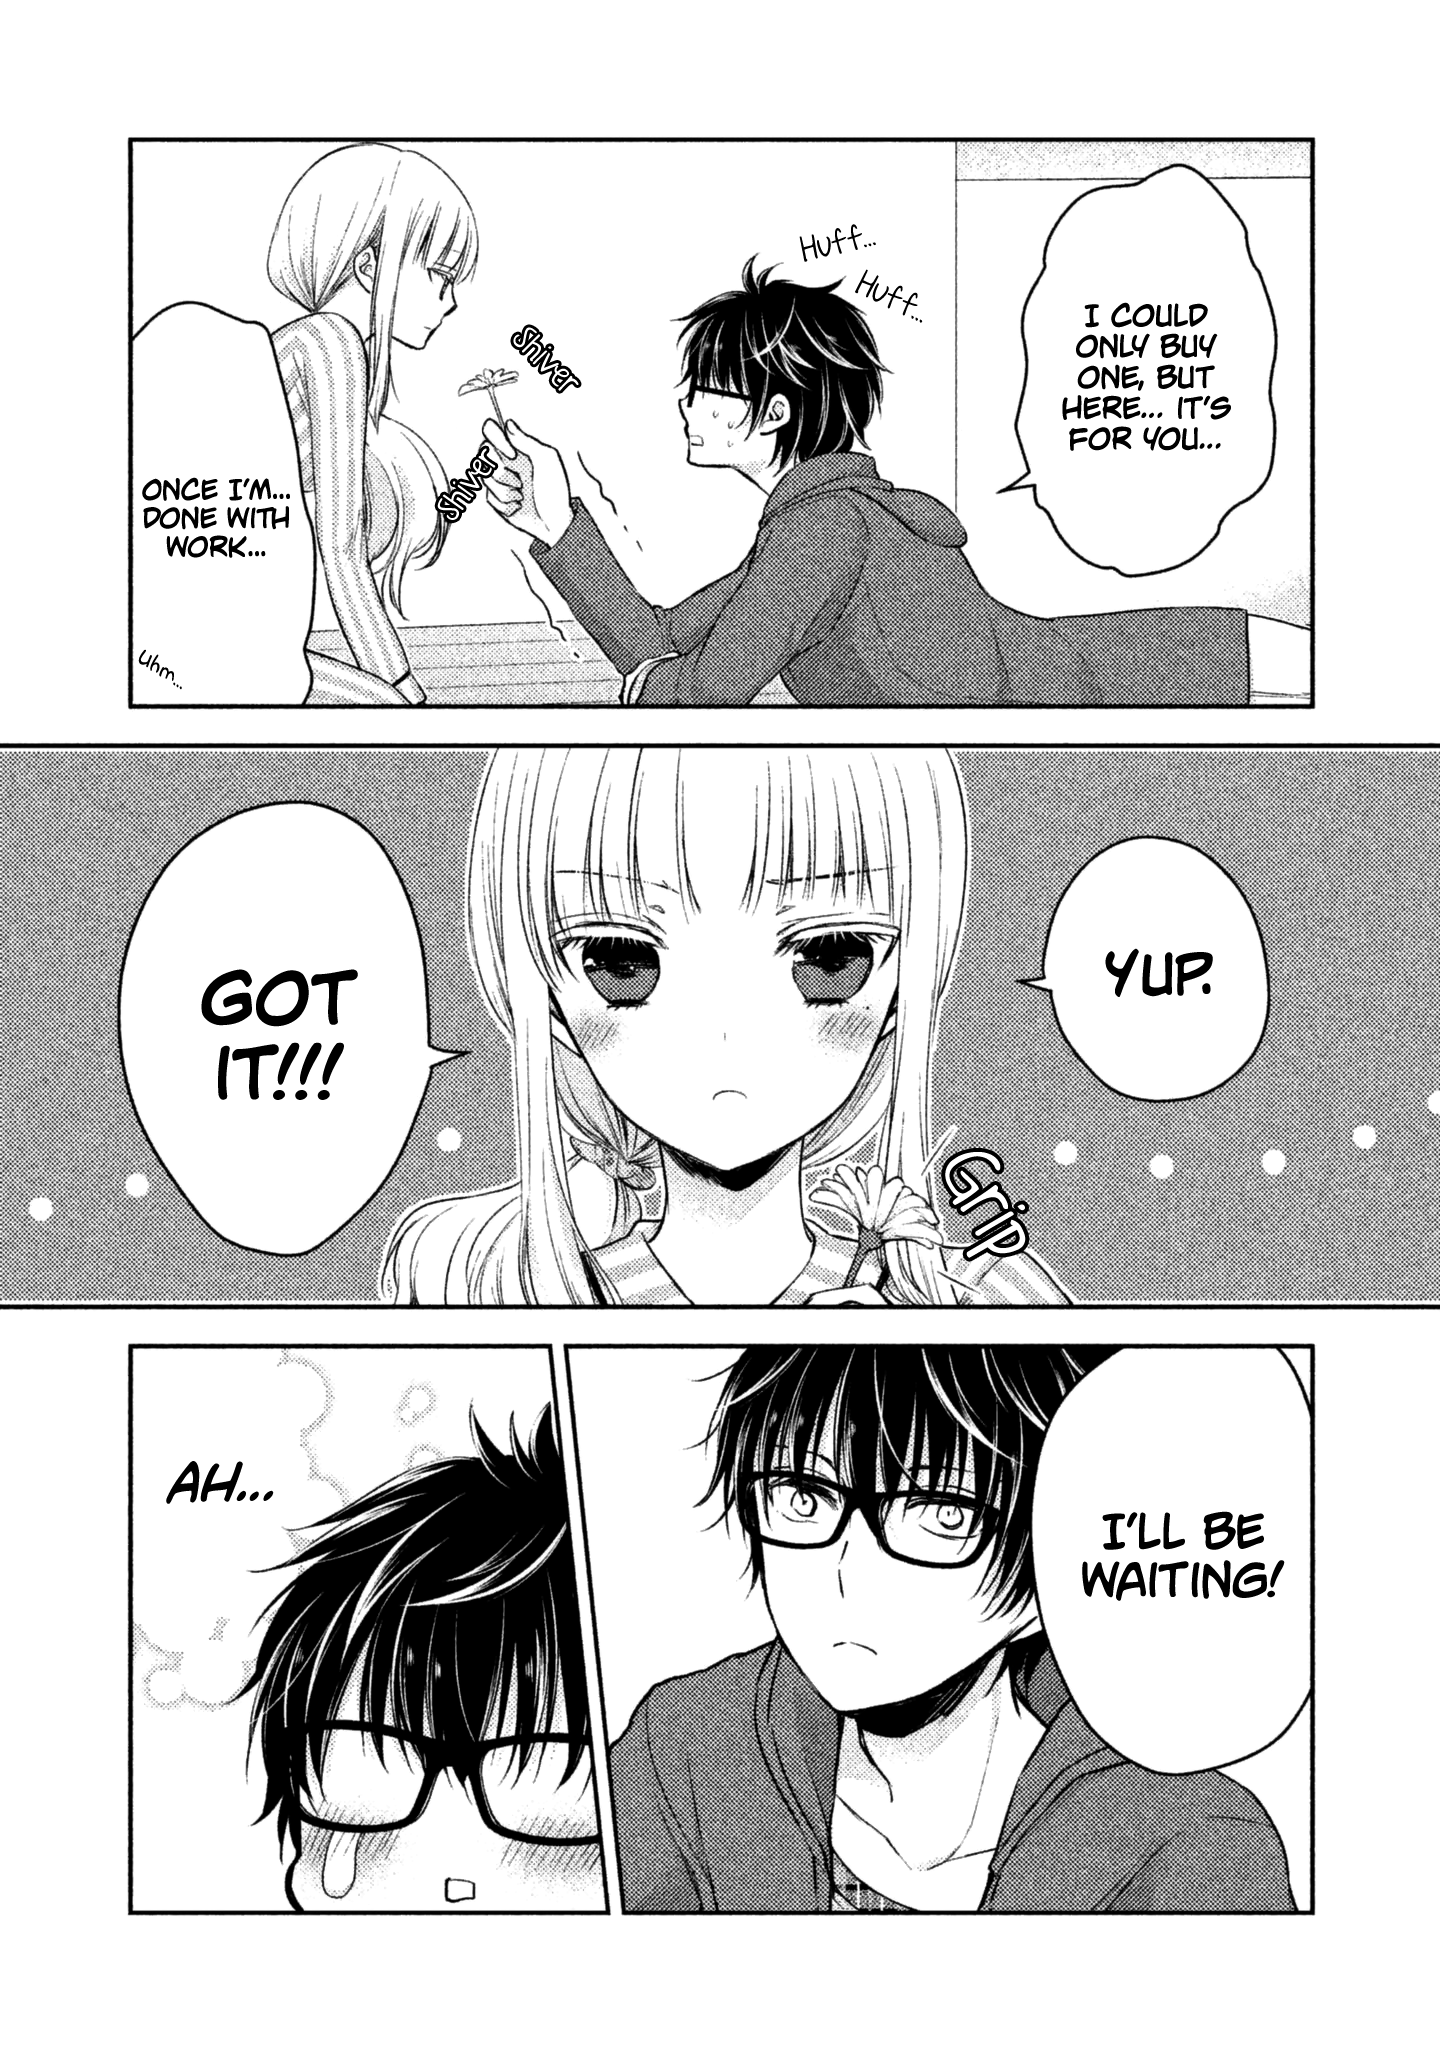 I COULD
ONLY BUY
ONE, BUT
HERE... IT'S
FOR YOU...
Huff...
Huff...
Shiver
Shiver
ONCE I'M...
DONE WITH
WORK...
Uhm...
YUP.
Grip
GOT
IT!!!
I'LL BE
WAITING!
AH...